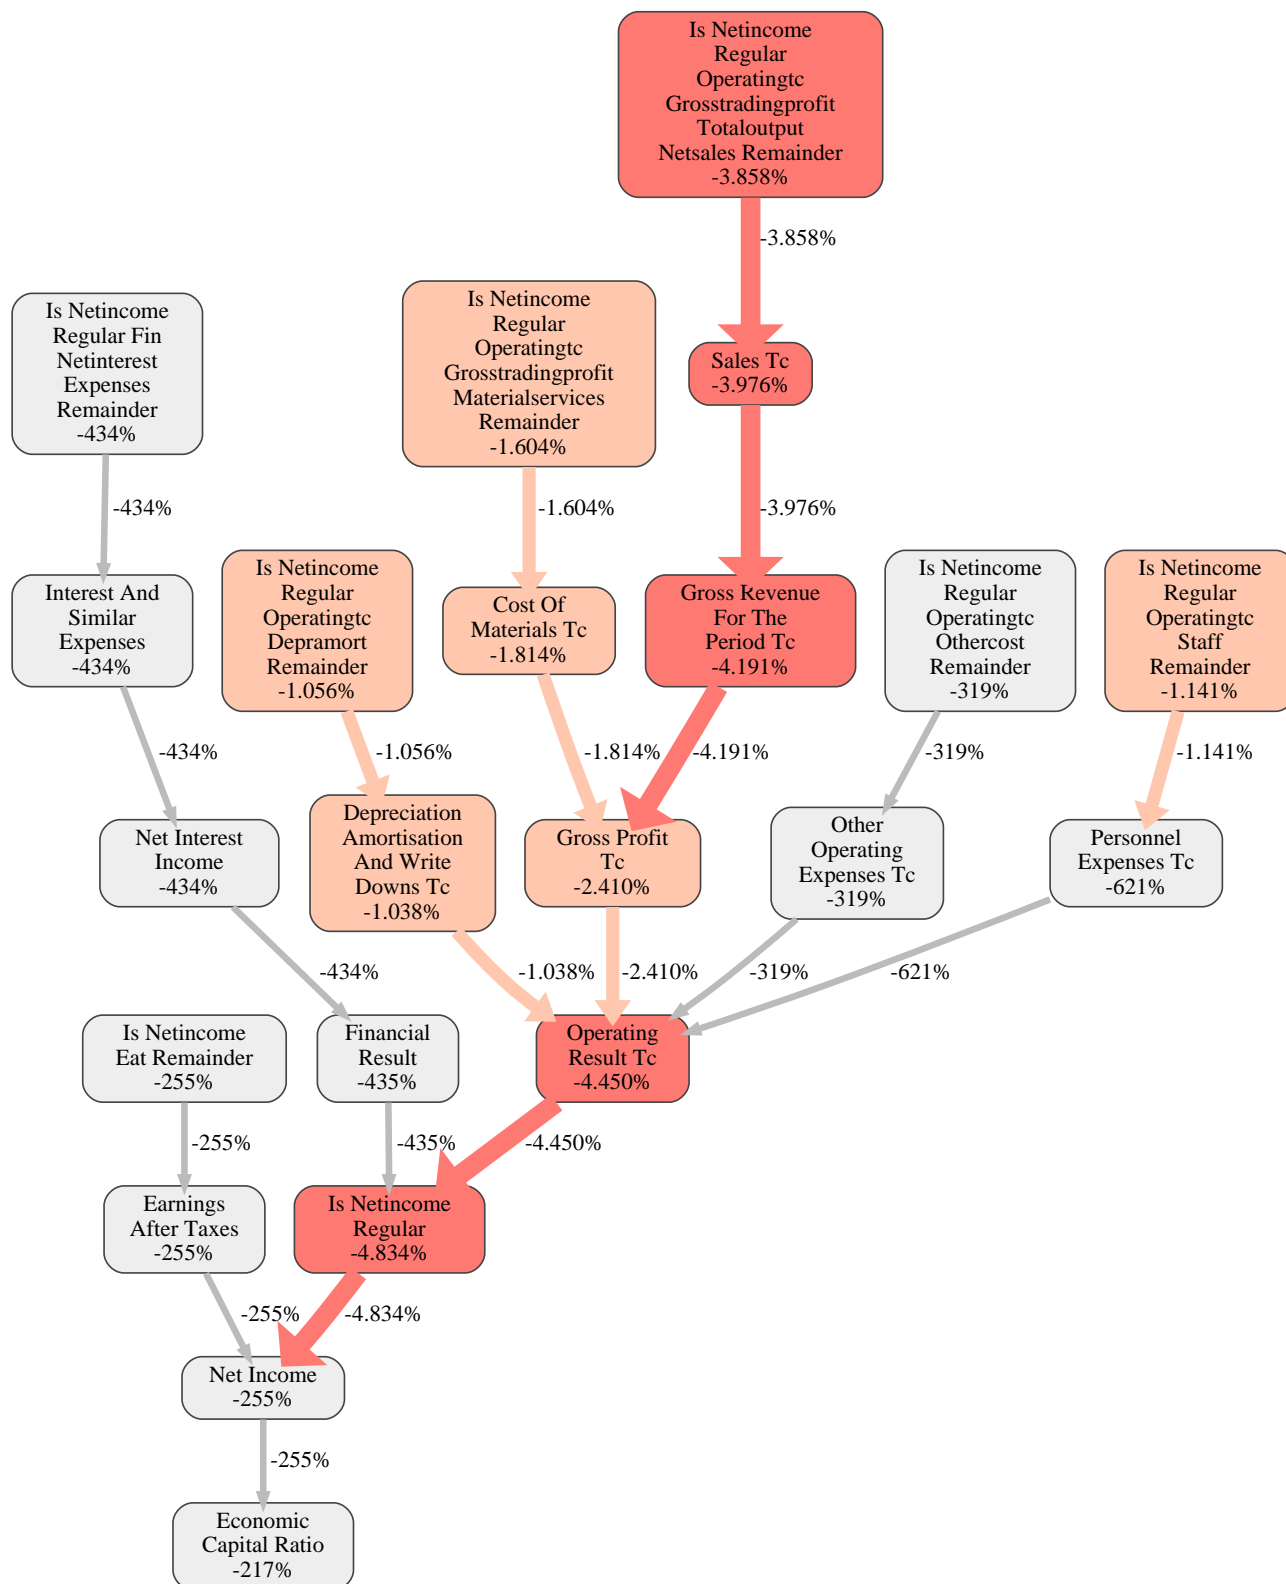 Is Netincome
Regular
Operatingtc
Grosstradingprofit
Totaloutput
Netsales Remainder
-3.858%
-3.858%
Is Netincome
Regular Fin
Netinterest
Expenses
Remainder
-434%
Is Netincome
Regular
Operatingtc
Grosstradingprofit
Materialservices
Remainder
-1.604%
Sales Tc
-3.976%
-434%
-1.604%
-3.976%
Interest And
Similar
Expenses
-434%
Is Netincome
Regular
Operatingtc
Depramort
Remainder
-1.056%
Cost Of
Materials Tc
-1.814%
Gross Revenue
For The
Period Tc
-4.191%
Is Netincome
Regular
Operatingtc
Othercost
Remainder
-319%
Is Netincome
Regular
Operatingtc
Staff
Remainder
-1.141%
-434%
-1.056%
-1.814%
-4.191%
-319%
-1.141%
Net Interest
Income
-434%
Depreciation
Amortisation
And Write
Downs Tc
-1.038%
Gross Profit
Tc
-2.410%
Other
Operating
Expenses Tc
-319%
Personnel
Expenses Tc
-621%
-434%
-1.038%
-2.410%
-319%
-621%
Is Netincome
Eat Remainder
-255%
Financial
Result
-435%
Operating
Result Tc
-4.450%
-255%
-435%
-4.450%
Earnings
After Taxes
-255%
Is Netincome
Regular
-4.834%
-255%
-4.834%
Net Income
-255%
-255%
Economic
Capital Ratio
-217%